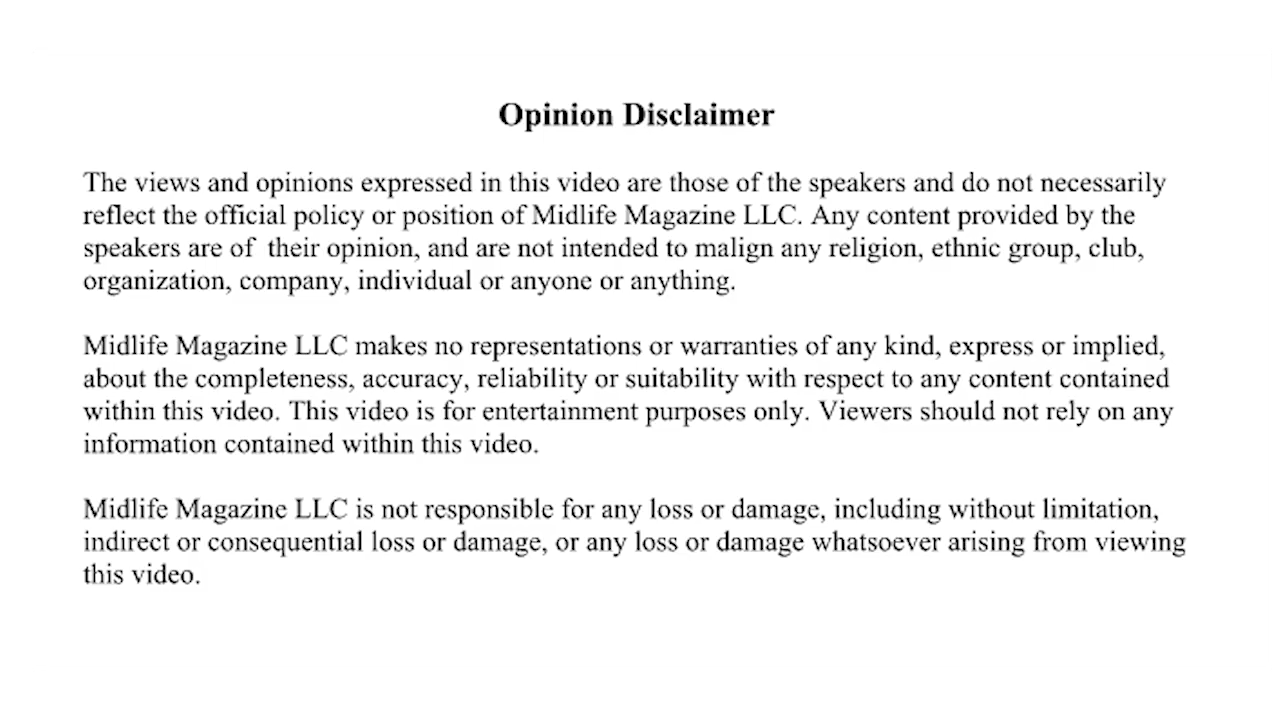 Opinion Disclaimer
The views and opinions expressed in this video are those of the speakers and do not necessarily
reflect the official policy or position of Midlife Magazine LLC. Any content provided by the
speakers are of  their opinion, and are not intended to malign any religion, ethnic group, club,
organization, company, individual or anyone or anything.
Midlife Magazine LLC makes no representations or warranties of any kind, express or implied,
about the completeness, accuracy, reliability or suitability with respect to any content contained
within this video. This video is for entertainment purposes only. Viewers should not rely on any
information contained within this video.
Midlife Magazine LLC is not responsible for any loss or damage, including without limitation,
indirect or consequential loss or damage, or any loss or damage whatsoever arising from viewing
this video.